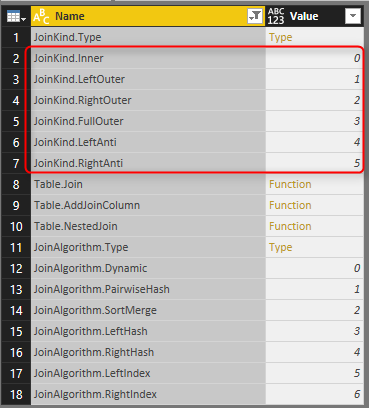 ABC Name ABC 123 Value
1 JoinKind.Type Type
2 JoinKind.Inner 0
3 JoinKind.LeftOuter 1
4 JoinKind.RightOuter 2
5 JoinKind.FullOuter 3
6 JoinKind.LeftAnti 4
7 JoinKind.RightAnti 5
8 Table.Join Function
9 Table.AddJoinColumn Function
10 Table.NestedJoin Function
11 JoinAlgorithm.Type Type
12 JoinAlgorithm.Dynamic 0
13 JoinAlgorithm.PairwiseHash 1
14 JoinAlgorithm.SortMerge 2
15 JoinAlgorithm.LeftHash 3
16 JoinAlgorithm.RightHash 4
17 JoinAlgorithm.LeftIndex 5
18 JoinAlgorithm.RightIndex 6